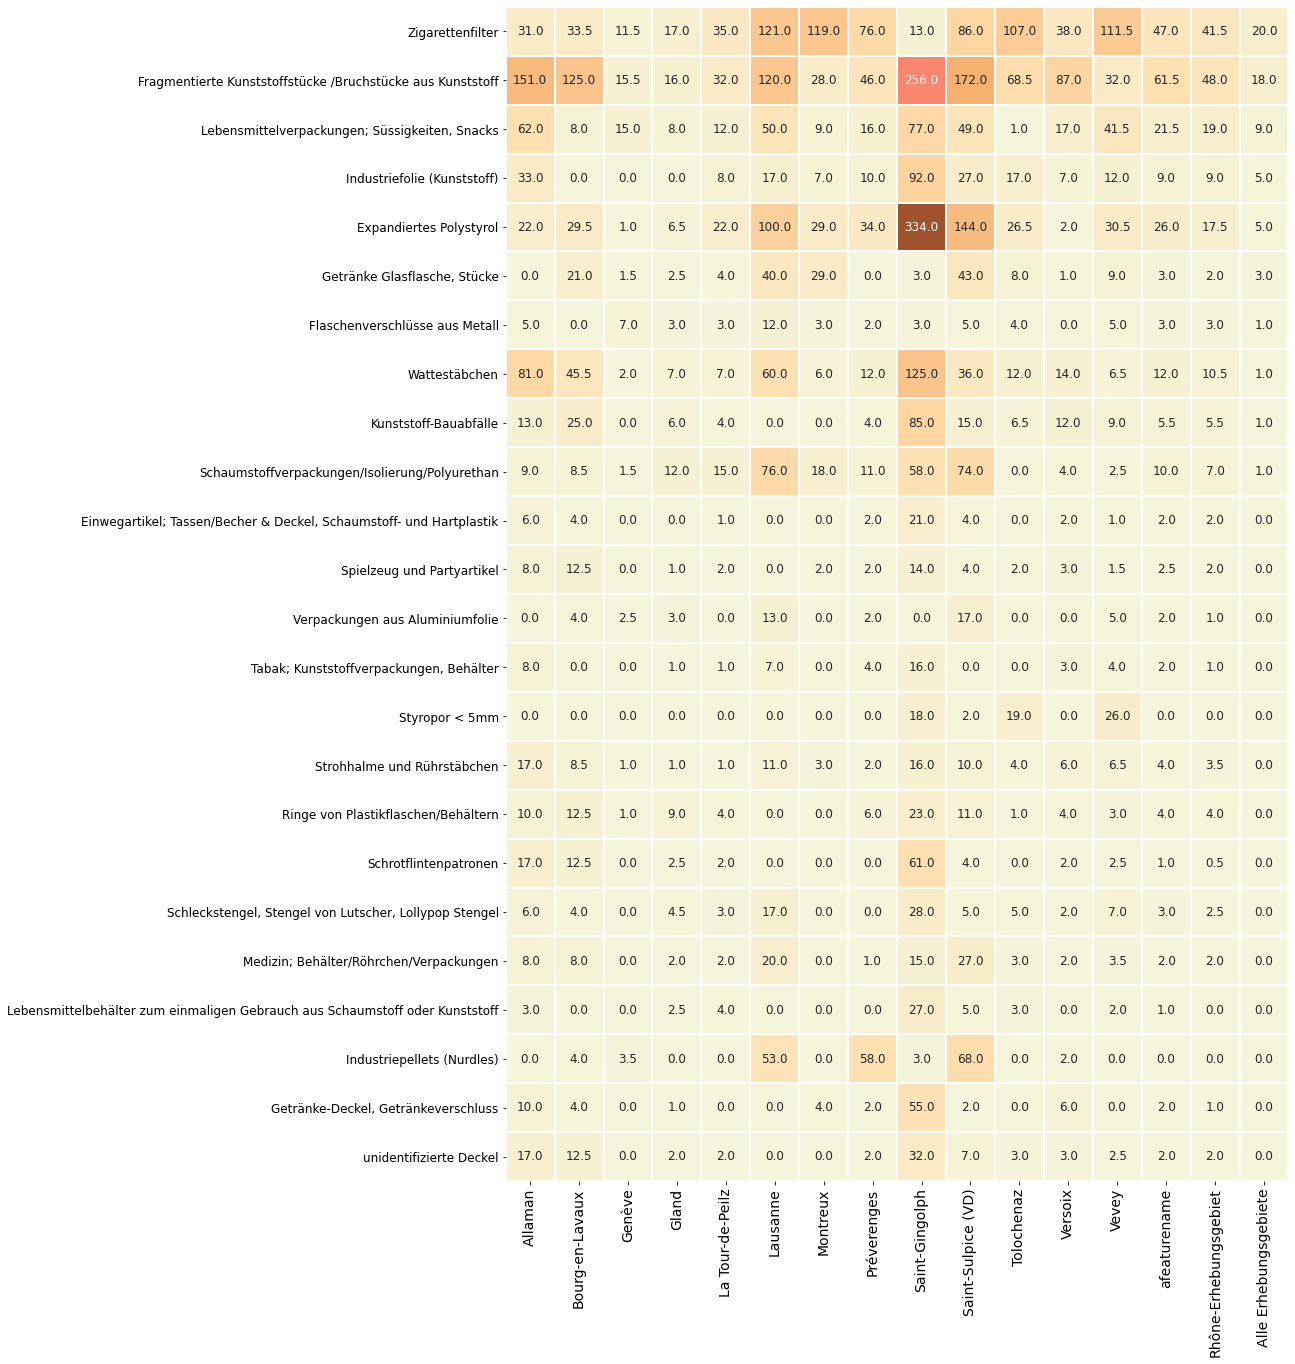 Zigarettenfilter 31.0 33.5 11.5 17.0 35.0 121.0 119.0 76.0 13.0 86.0 107.0 38.0 111.5 47.0 41.5 20.0
Fragmentierte Kunststoffstücke /Bruchstücke aus Kunststoff 151.0 125.0 15.5 16.0 32.0 120.0 28.0 46.0 256.0 172.0 68.5 87.0 32.0 61.5 48.0 18.0
Lebensmittelverpackungen; Süssigkeiten, Snacks 62.0 8.0 15.0 8.0 12.0 50.0 9.0 16.0 77.0 49.0 1.0 17.0 41.5 21.5 19.0 9.0
Industriefolie (Kunststoff) 33.0 0.0 0.0 0.0 8.0 17.0 7.0 10.0 92.0 27.0 17.0 7.0 12.0 9.0 9.0 5.0
Expandiertes Polystyrol 22.0 29.5 1.0 6.5 22.0 100.0 29.0 34.0 334.0 144.0 26.5 2.0 30.5 26.0 17.5 5.0
Getränke Glasflasche, Stücke 0.0 21.0 1.5 2.5 4.0 40.0 29.0 0.0 3.0 43.0 8.0 1.0 9.0 3.0 2.0 3.0
Flaschenverschlüsse aus Metall 5.0 0.0 7.0 3.0 3.0 12.0 3.0 2.0 3.0 5.0 4.0 0.0 5.0 3.0 3.0 1.0
Wattestäbchen 81.0 45.5 2.0 7.0 7.0 60.0 6.0 12.0 125.0 36.0 12.0 14.0 6.5 12.0 10.5 1.0
Kunststoff-Bauabfälle 13.0 25.0 0.0 6.0 4.0 0.0 0.0 4.0 85.0 15.0 6.5 12.0 9.0 5.5 5.5 1.0
Schaumstoffverpackungen/Isolierung/Polyurethan 9.0 8.5 1.5 12.0 15.0 76.0 18.0 11.0 58.0 74.0 0.0 4.0 2.5 10.0 7.0 1.0
Einwegartikel; Tassen/Becher & Deckel, Schaumstoff- und Hartplastik 6.0 4.0 0.0 0.0 1.0 0.0 0.0 2.0 21.0 4.0 0.0 2.0 1.0 2.0 2.0 0.0
Spielzeug und Partyartikel 8.0 12.5 0.0 1.0 2.0 0.0 2.0 2.0 14.0 4.0 2.0 3.0 1.5 2.5 2.0 0.0
Verpackungen aus Aluminiumfolie 0.0 4.0 2.5 3.0 0.0 13.0 0.0 2.0 0.0 17.0 0.0 0.0 5.0 2.0 1.0 0.0
Tabak; Kunststoffverpackungen, Behälter 8.0 0.0 0.0 1.0 1.0 7.0 0.0 4.0 16.0 0.0 0.0 3.0 4.0 2.0 1.0 0.0
Styropor < 5mm 0.0 0.0 0.0 0.0 0.0 0.0 0.0 0.0 18.0 2.0 19.0 0.0 26.0 0.0 0.0 0.0
Strohhalme und Rührstäbchen 17.0 8.5 1.0 1.0 1.0 11.0 3.0 2.0 16.0 10.0 4.0 6.0 6.5 4.0 3.5 0.0
Ringe von Plastikflaschen/Behältern 10.0 12.5 1.0 9.0 4.0 0.0 0.0 6.0 23.0 11.0 1.0 4.0 3.0 4.0 4.0 0.0
Schrotflintenpatronen 17.0 12.5 0.0 2.5 2.0 0.0 0.0 0.0 61.0 4.0 0.0 2.0 2.5 1.0 0.5 0.0
Schleckstengel, Stengel von Lutscher, Lollypop Stengel 6.0 4.0 0.0 4.5 3.0 17.0 0.0 0.0 28.0 5.0 5.0 2.0 7.0 3.0 2.5 0.0
Medizin; Behälter/Röhrchen/Verpackungen 8.0 8.0 0.0 2.0 2.0 20.0 0.0 1.0 15.0 27.0 3.0 2.0 3.5 2.0 2.0 0.0
Lebensmittelbehälter zum einmaligen Gebrauch aus Schaumstoff oder Kunststoff 3.0 0.0 0.0 2.5 4.0 0.0 0.0 0.0 27.0 5.0 3.0 0.0 2.0 1.0 0.0 0.0
Industriepellets (Nurdles) 0.0 4.0 3.5 0.0 0.0 53.0 0.0 58.0 3.0 68.0 0.0 2.0 0.0 0.0 0.0 0.0
Getränke-Deckel, Getränkeverschluss 10.0 4.0 0.0 1.0 0.0 0.0 4.0 2.0 55.0 2.0 0.0 6.0 0.0 2.0 1.0 0.0
unidentifizierte Deckel 17.0 12.5 0.0 2.0 2.0 0.0 0.0 2.0 32.0 7.0 3.0 3.0 2.5 2.0 2.0 0.0
Allaman
Bourg-en-Lavaux
Genève
Gland
La Tour-de-Peilz
Lausanne
Montreux
Préverenges
Saint-Gingolph
Saint-Sulpice (VD)
Tolochenaz
Versoix
Vevey
afeaturename
Rhône-Erhebungsgebiet
Alle Erhebungsgebiete